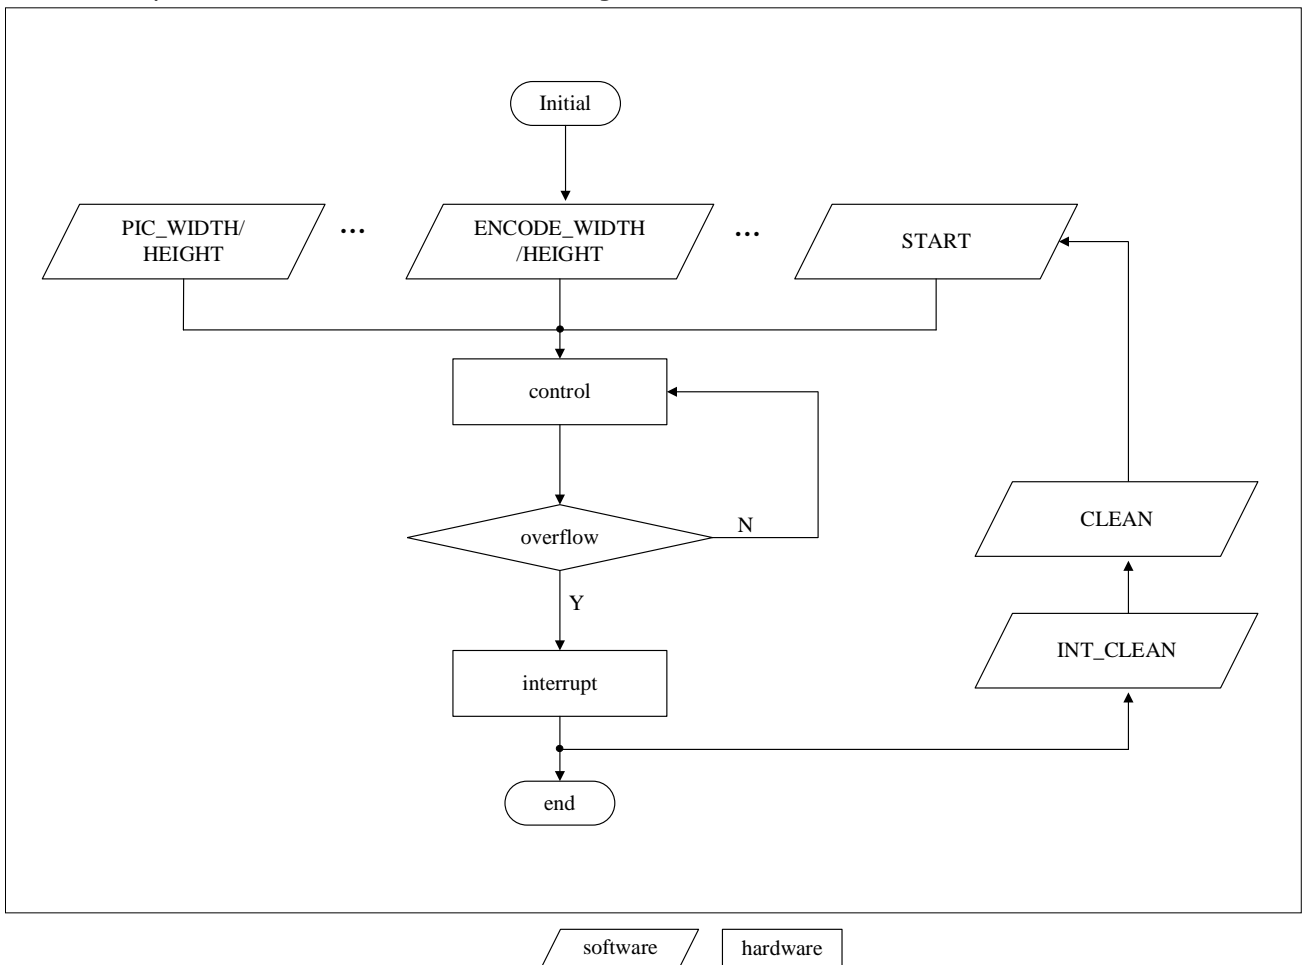 Initial
PIC_WIDTH/
HEIGHT
...
ENCODE_WIDTH
/HEIGHT
...
START
control
overflow
N
Y
CLEAN
INT_CLEAN
interrupt
end
software
hardware